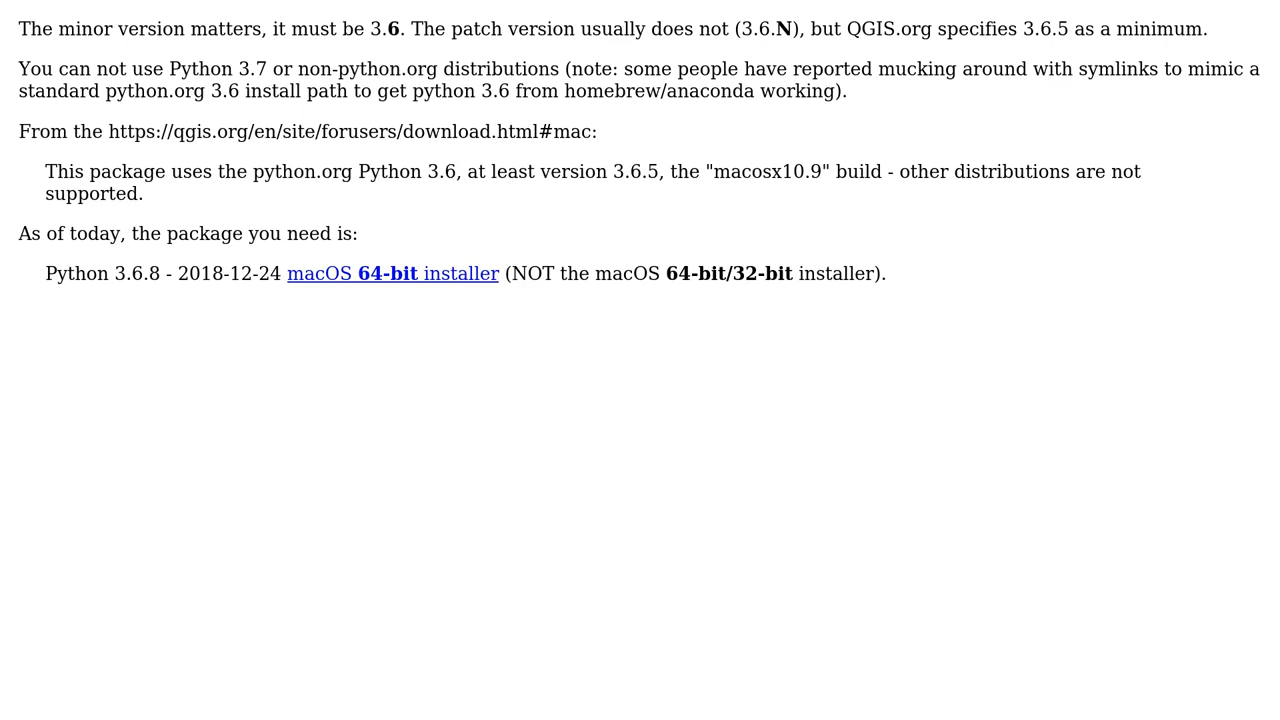 The minor version matters, it must be 3.6. The patch version usually does not (3.6.N), but QGIS.org specifies 3.6.5 as a minimum.
You can not use Python 3.7 or non-python.org distributions (note: some people have reported mucking around with symlinks to mimic a
standard python.org 3.6 install path to get python 3.6 from homebrew/anaconda working).
From the https://qgis.org/en/site/forusers/download.html#mac:
This package uses the python.org Python 3.6, at least version 3.6.5, the "macosx10.9" build - other distributions are not
supported.
As of today, the package you need is:
Python 3.6.8 - 2018-12-24 macOS 64-bit installer (NOT the macOS 64-bit/32-bit installer).